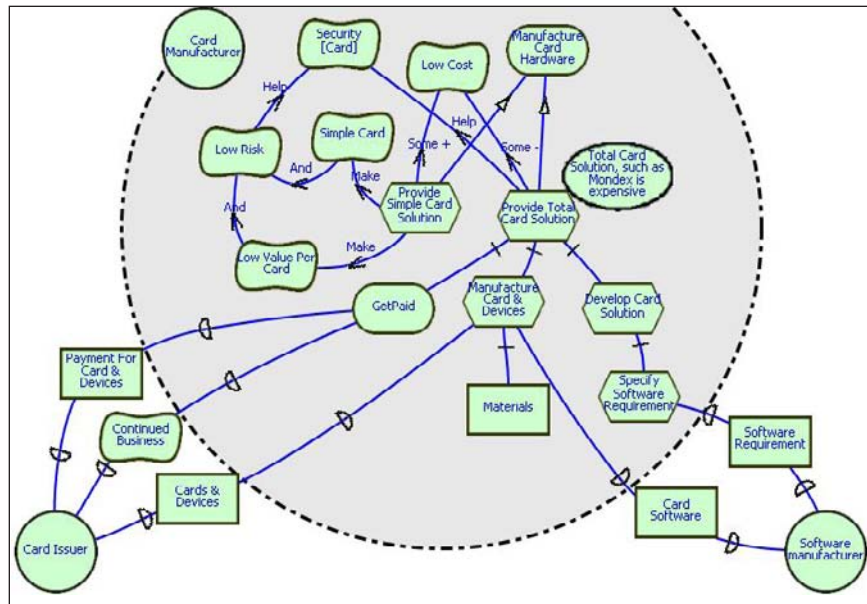 Card
Manufacturer
Security
[Card]
Low Cost
Manufacture
Card
Hardware
Help
Low Risk
Simple Card
And
Make
Some +
Help
Some -
Total Card
Solution, such as
Mondex is
expensive
Provide
Simple Card
Solution
Provide Total
Card Solution
And
Low Value Per
Card
Make
GetPaid
Manufacture
Card &
Devices
Develop Card
Solution
Payment For
Card &
Devices
Materials
Specify
Software
Requirement
Continued
Business
Software
Requirement
Cards &
Devices
Card
Software
Card Issuer
Software
manufacturer